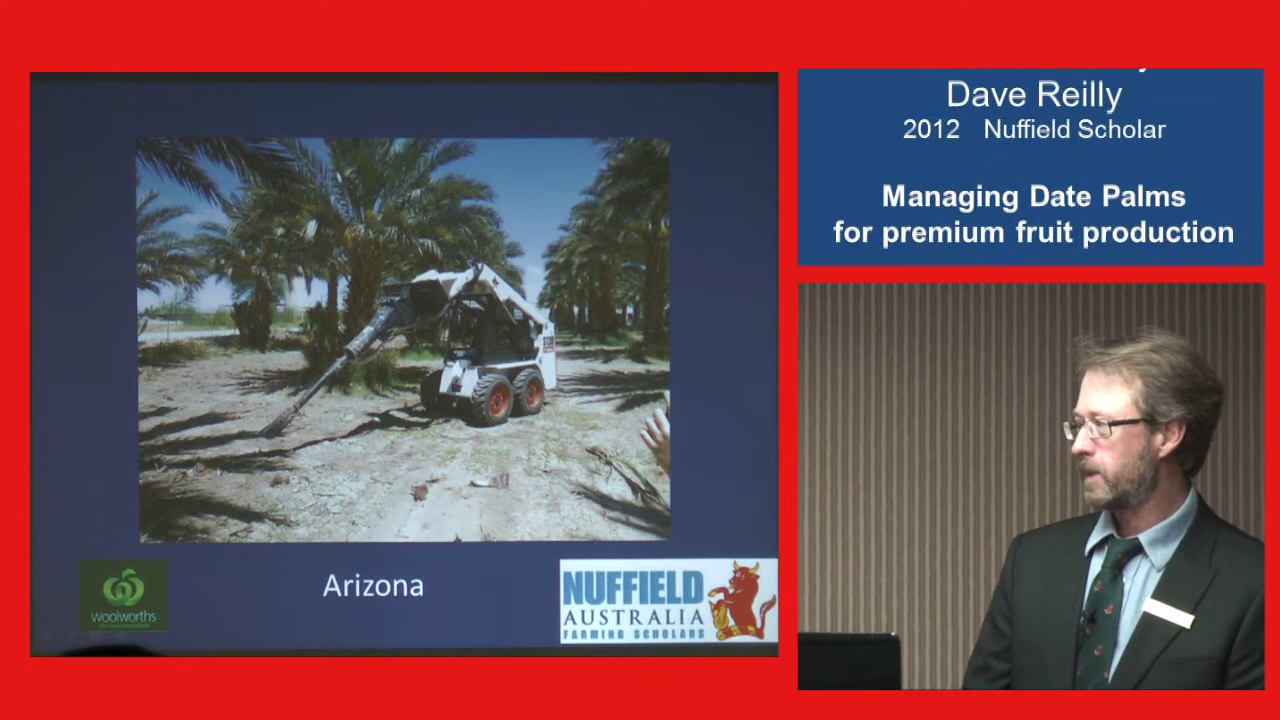 Arizona
woolworths
NUFFIELD
AUSTRALIA
FARMING SCHOLARS
Dave Reilly
2012 Nuffield Scholar
Managing Date Palms
for premium fruit production